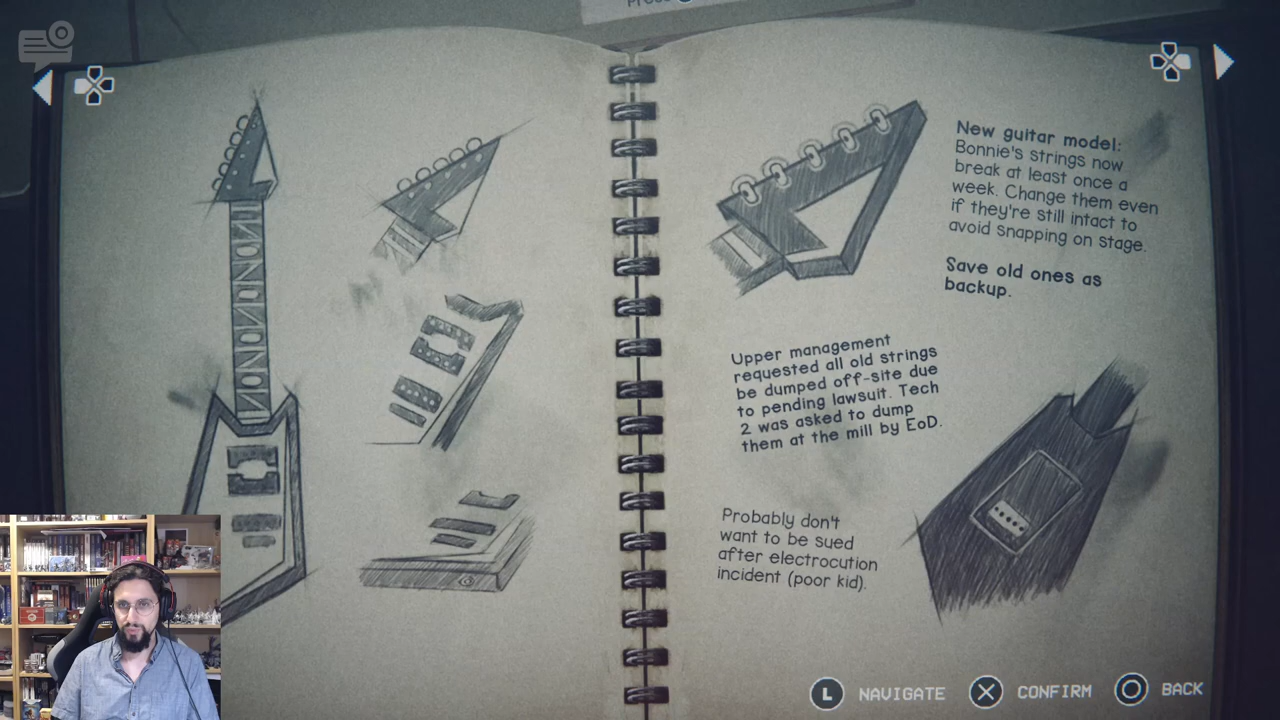 New guitar model:
Bonnie's strings now
break at least once a
week. Change them even
if they're still intact to
avoid snapping on stage.
Save old ones as
backup.
Upper management
requested all old strings
be dumped off-site due
to pending lawsuit. Tech
2 was asked to dump
them at the mill by EoD.
Probably don't
want to be sued
after electrocution
incident (poor kid).
L NAVIGATE CONFIRM BACK